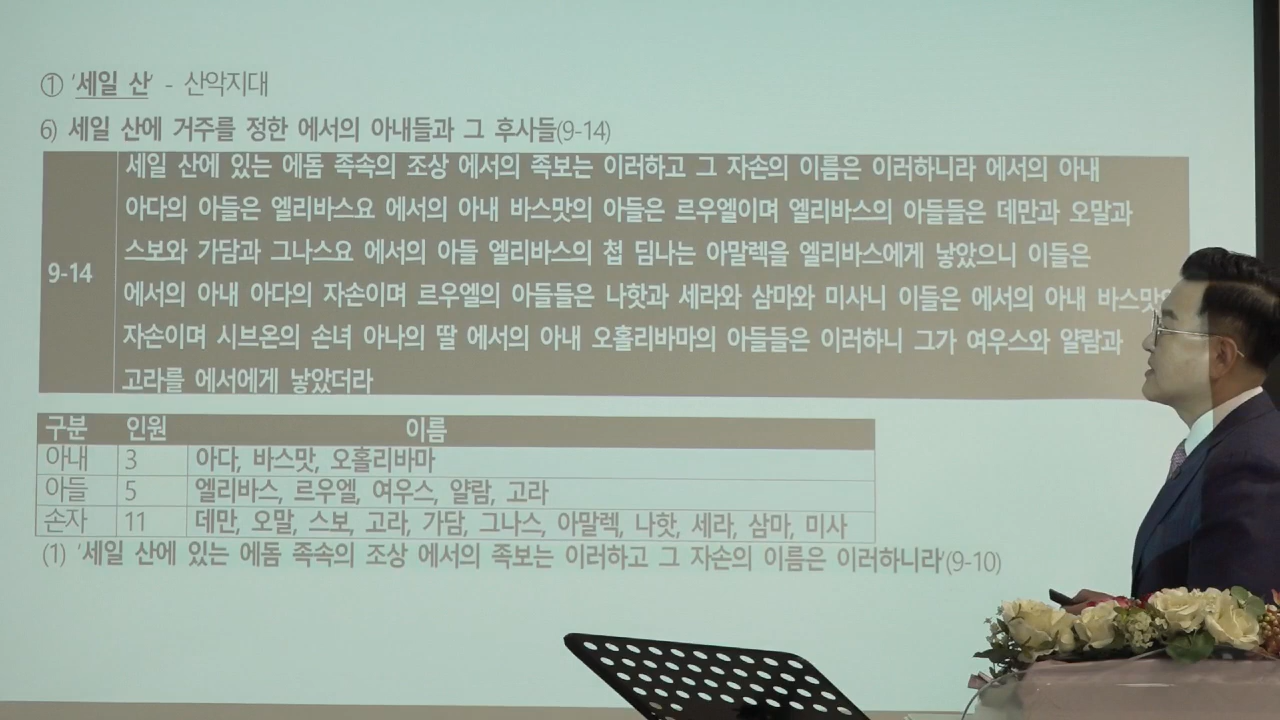 ① '세일 산' - 산악지대
6) 세일 산에 거주를 정한 에서의 아내들과 그 후사들(9-14)
세일 산에 있는 에돔 족속의 조상 에서의 족보는 이러하고 그 자손의 이름은 이러하니라 에서의 아내
아다의 아들은 엘리바스요 에서의 아내 바스맛의 아들은 르우엘이며 엘리바스의 아들들은 데만과 오말과
스보와 가담과 그나스요 에서의 아들 엘리바스의 첩 딤나는 아말렉을 엘리바스에게 낳았으니 이들은
9-14
에서의 아내 아다의 자손이며 르우엘의 아들들은 나핫과 세라와 삼마와 미사니 이들은 에서의 아내 바스맛의
자손이며 시브온의 손녀 아나의 딸 에서의 아내 오홀리바마의 아들들은 이러하니 그가 여우스와 얄람과
고라를 에서에게 낳았더라
구분 인원 이름
아내 3 아다, 바스맛, 오홀리바마
아들 5 엘리바스, 르우엘, 여우스, 얄람, 고라
손자 11 데만, 오말, 스보, 고라, 가담, 그나스, 아말렉, 나핫, 세라, 삼마, 미사
(1) '세일 산에 있는 에돔 족속의 조상 에서의 족보는 이러하고 그 자손의 이름은 이러하니라'(9-10)